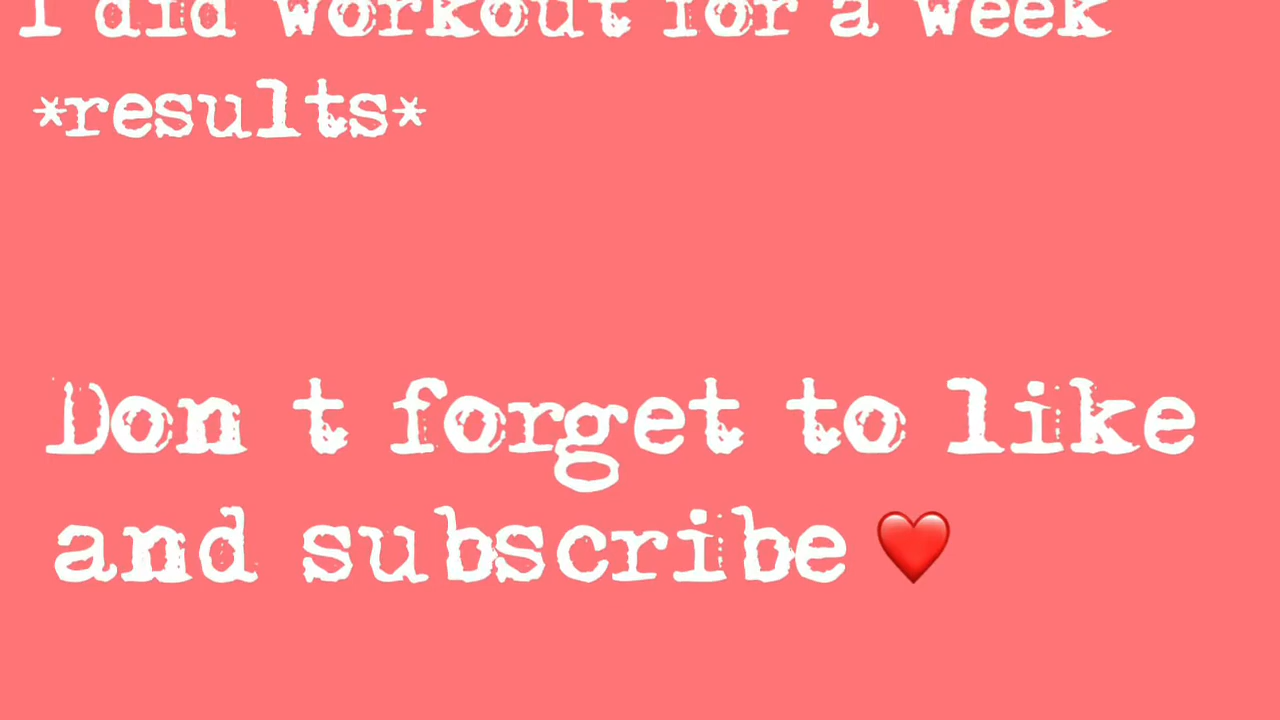 I did workout for a week
*results*
Don t forget to like
and subscribe ❤️